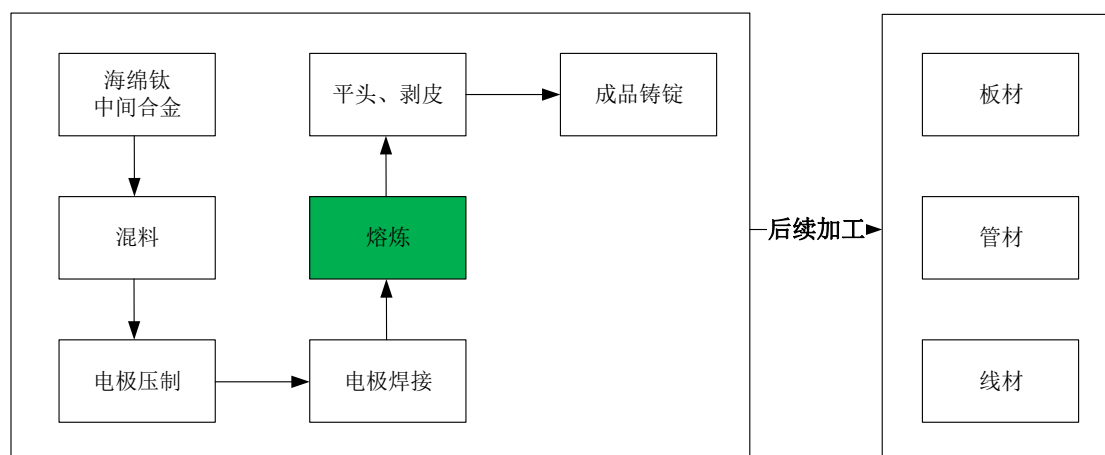 海绵钛
中间合金
混料
电极压制
电极焊接
熔炼
平头、剥皮
成品铸锭
后续加工
板材
管材
线材